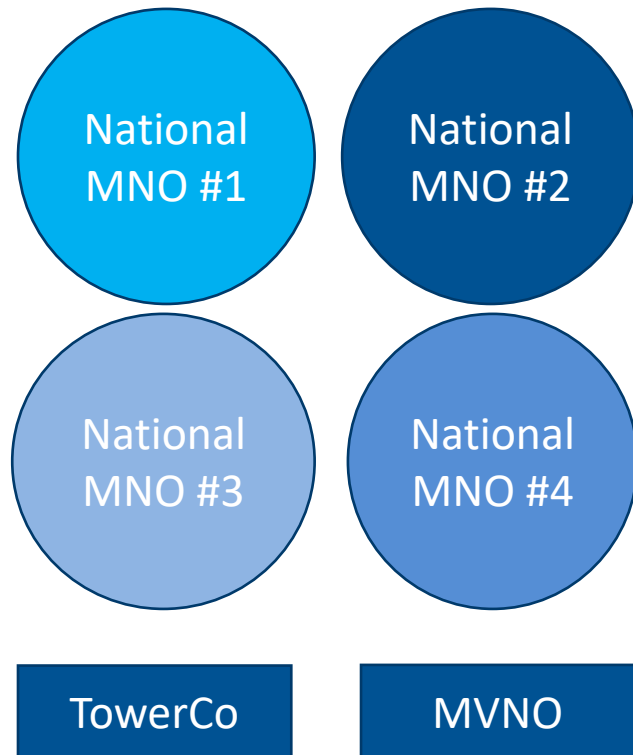 National
MNO #1
National
MNO #2
National
MNO #3
National
MNO #4
TowerCo
MVNO